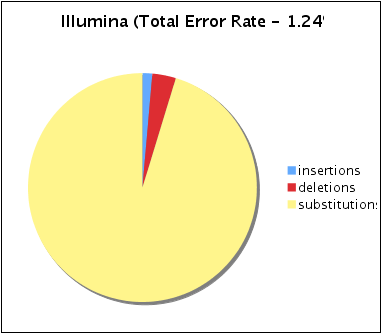 Illumina (Total Error Rate - 1.24
insertions
deletions
substitutions